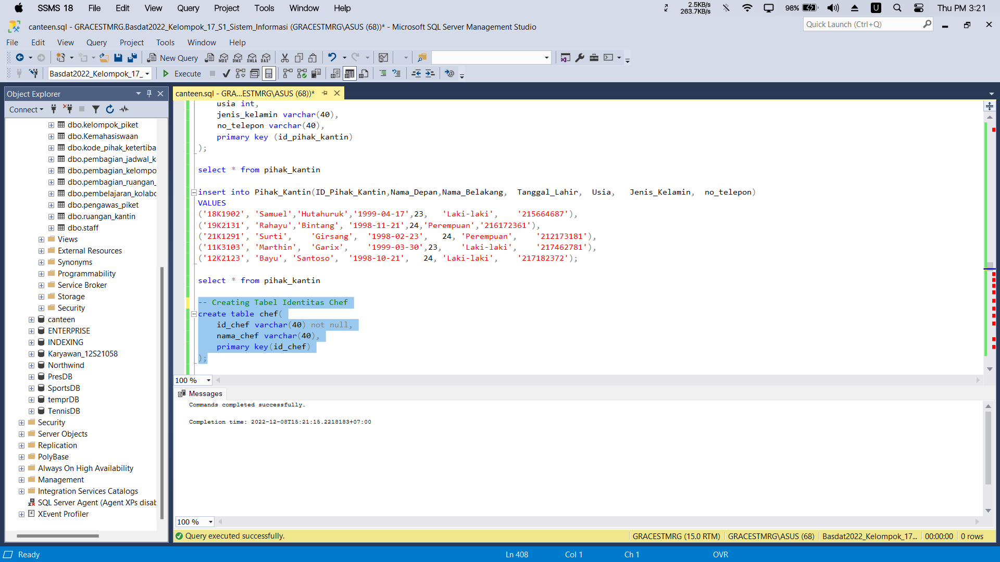 SSMS 18 File Edit View Query Project Tools Window Help 2.5KB/s 263.7KB/s 98% U Thu PM 3:21
canteen.sql - GRACESTMRG.Basdat2022_Kelompok_17_S1_Sistem_Informasi (GRACESTMRG\ASUS (68))* - Microsoft SQL Server Management Studio
Quick Launch (Ctrl+Q)
File Edit View Query Project Tools Window Help
New Query MDX DMX XMLA DAX
Basdat2022_Kelompok_17_ Execute
Object Explorer
Connect
dbo.kelompok_piket
dbo.Kemahasiswaan
dbo.kode_pihak_ketertiba
dbo.pembagian_jadwal_k
dbo.pembagian_kelompo
dbo.pembagian_ruangan_
dbo.pembelajaran_kolabo
dbo.pengawas_piket
dbo.ruangan_kantin
dbo.staff
Views
External Resources
Synonyms
Programmability
Service Broker
Storage
Security
canteen
ENTERPRISE
INDEXING
Karyawan_12S21058
Northwind
PresDB
SportsDB
temprDB
TennisDB
Security
Server Objects
Replication
PolyBase
Always On High Availability
Management
Integration Services Catalogs
SQL Server Agent (Agent XPs disab
XEvent Profiler
canteen.sql - GRA...ESTMRG\ASUS (68))*
usia int,
jenis_kelamin varchar(40),
no_telepon varchar(40),
primary key (id_pihak_kantin)
);
select * from pihak_kantin
insert into Pihak_Kantin(ID_Pihak_Kantin,Nama_Depan,Nama_Belakang, Tanggal_Lahir, Usia, Jenis_Kelamin, no_telepon)
VALUES
('18K1902', 'Samuel','Hutahuruk','1999-04-17',23, 'Laki-laki', '215664687'),
('19K2131', 'Rahayu','Bintang', '1998-11-21',24,'Perempuan','216172361'),
('21K1291', 'Surti', 'Girsang', '1998-02-23', 24, 'Perempuan', '212173181'),
('11K3103', 'Marthin', 'Garix', '1999-03-30',23, 'Laki-laki', '217462781'),
('12K2123', 'Bayu', 'Santoso', '1998-10-21', 24, 'Laki-laki', '217182372');
select * from pihak_kantin
-- Creating Tabel Identitas Chef
create table chef(
id_chef varchar(40) not null,
nama_chef varchar(40),
primary key(id_chef)
);
100 %
Messages
Commands completed successfully.
Completion time: 2022-12-08T15:21:15.2218183+07:00
100 %
Query executed successfully. GRACESTMRG (15.0 RTM) GRACESTMRG\ASUS (68) Basdat2022_Kelompok_17... 00:00:00 0 rows
Ready Ln 408 Col 1 Ch 1 OVR